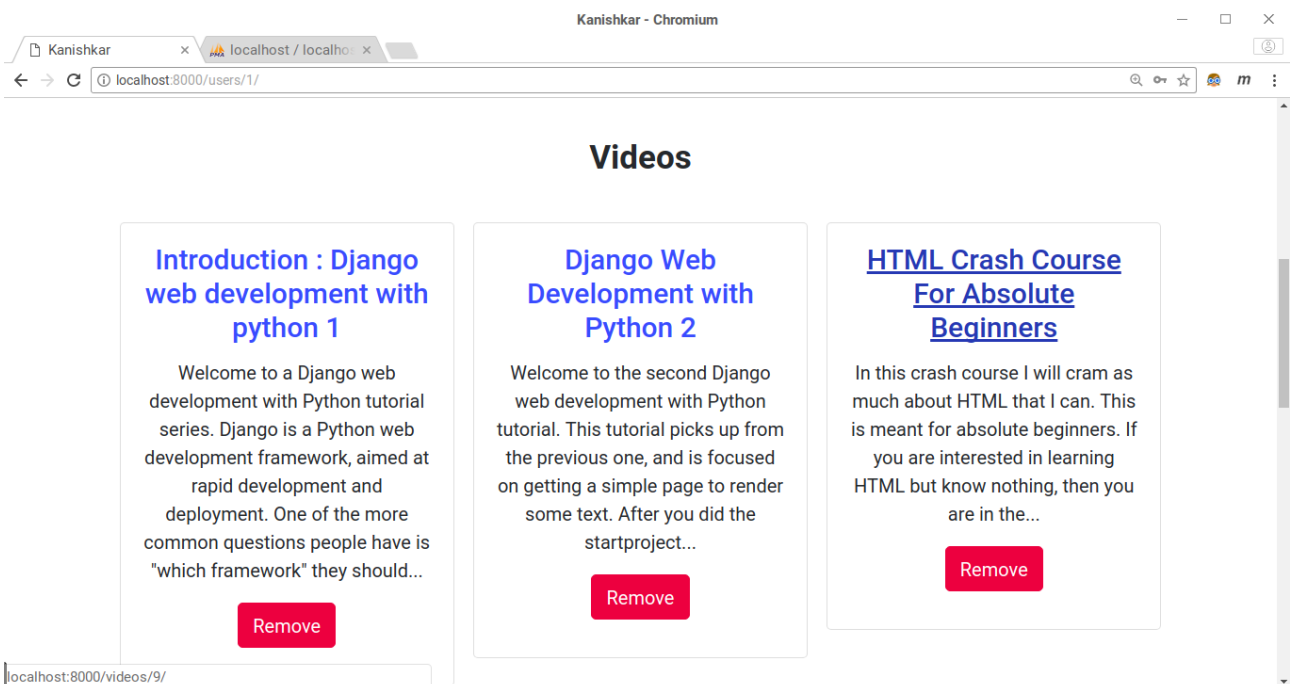 Kanishkar - Chromium
Kanishkar
localhost / localhos
localhost:8000/users/1/
Videos
Introduction : Django
web development with
python 1
Welcome to a Django web
development with Python tutorial
series. Django is a Python web
development framework, aimed at
rapid development and
deployment. One of the more
common questions people have is
"which framework" they should...
Remove
Django Web
Development with
Python 2
Welcome to the second Django
web development with Python
tutorial. This tutorial picks up from
the previous one, and is focused
on getting a simple page to render
some text. After you did the
startproject...
Remove
HTML Crash Course
For Absolute
Beginners
In this crash course I will cram as
much about HTML that I can. This
is meant for absolute beginners. If
you are interested in learning
HTML but know nothing, then you
are in the...
Remove
localhost:8000/videos/9/